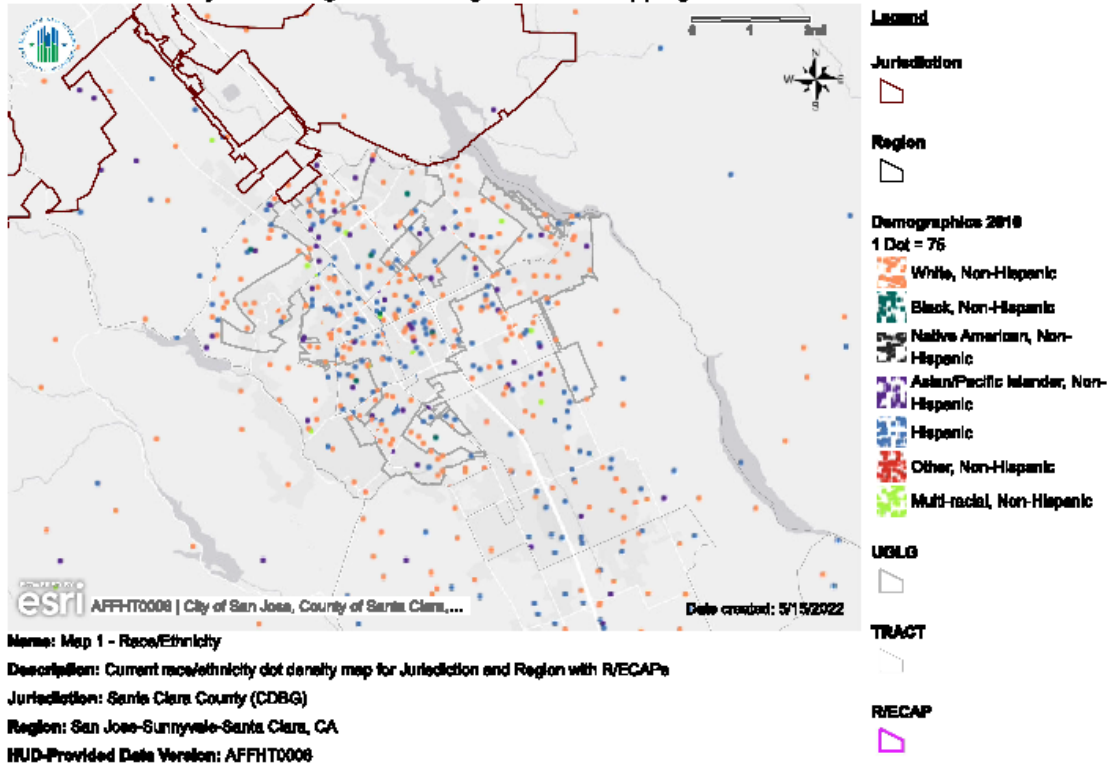 0 1 2mi
N
W E
S
POWERED BY
esri AFFHT0006 | City of San Jose, County of Santa Clara,...
Date created: 5/15/2022
Name: Map 1 - Race/Ethnicity
Description: Current race/ethnicity dot density map for Jurisdiction and Region with R/ECAPs
Jurisdiction: Santa Clara County (CDBG)
Region: San Jose-Sunnyvale-Santa Clara, CA
HUD-Provided Data Version: AFFHT0006
Legend
Jurisdiction
Region
Demographics 2010
1 Dot = 75
White, Non-Hispanic
Black, Non-Hispanic
Native American, Non-
Hispanic
Asian/Pacific Islander, Non-
Hispanic
Hispanic
Other, Non-Hispanic
Multi-racial, Non-Hispanic
UGLG
TRACT
R/ECAP